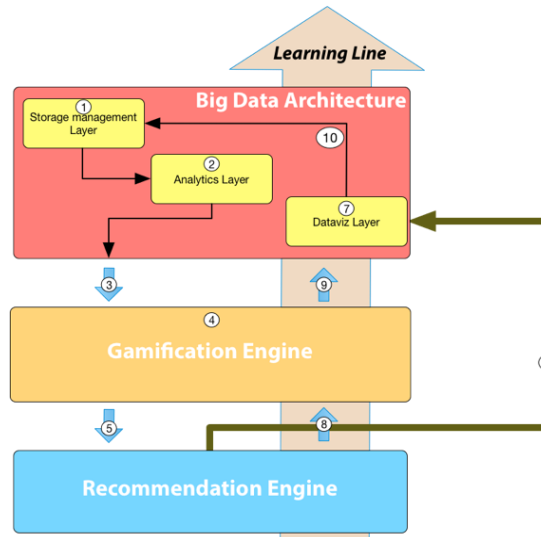 Learning Line
Big Data Architecture
1
Storage management
Layer
10
2
Analytics Layer
7
Dataviz Layer
3
9
4
Gamification Engine
5
8
Recommendation Engine